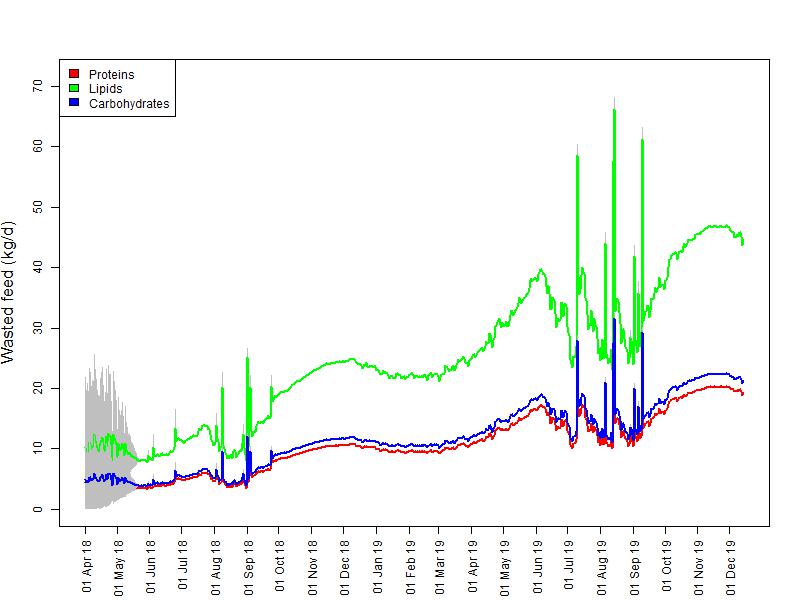 Proteins
Lipids
Carbohydrates
Wasted feed (kg/d)
70
60
50
40
30
20
10
0
01 Apr 18
01 May 18
01 Jun 18
01 Jul 18
01 Aug 18
01 Sep 18
01 Oct 18
01 Nov 18
01 Dec 18
01 Jan 19
01 Feb 19
01 Mar 19
01 Apr 19
01 May 19
01 Jun 19
01 Jul 19
01 Aug 19
01 Sep 19
01 Oct 19
01 Nov 19
01 Dec 19